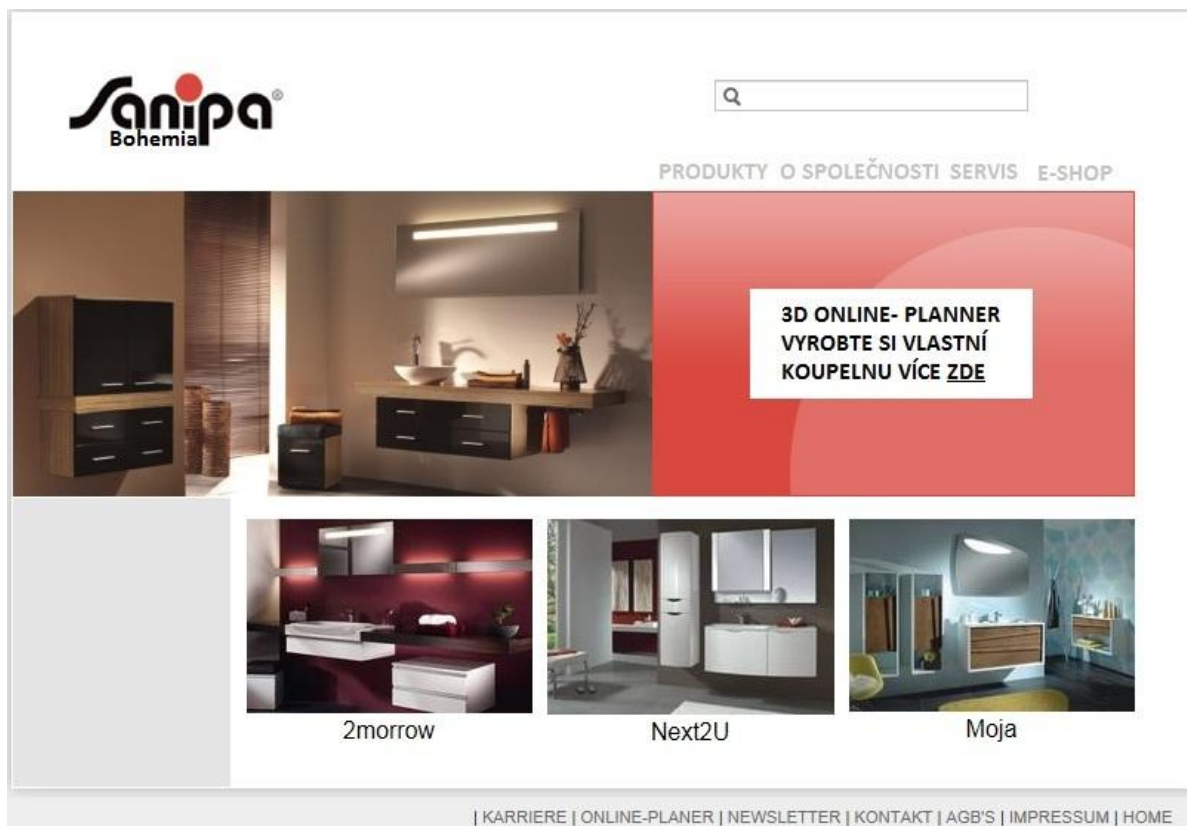 Sanipa®
Bohemia
PRODUKTY O SPOLEČNOSTI SERVIS E-SHOP
3D ONLINE- PLANNER
VYROBTE SI VLASTNÍ
KOUPELNU VÍCE ZDE
2morrow
Next2U
Moja
| KARRIERE | ONLINE-PLANER | NEWSLETTER | KONTAKT | AGB'S | IMPRESSUM | HOME